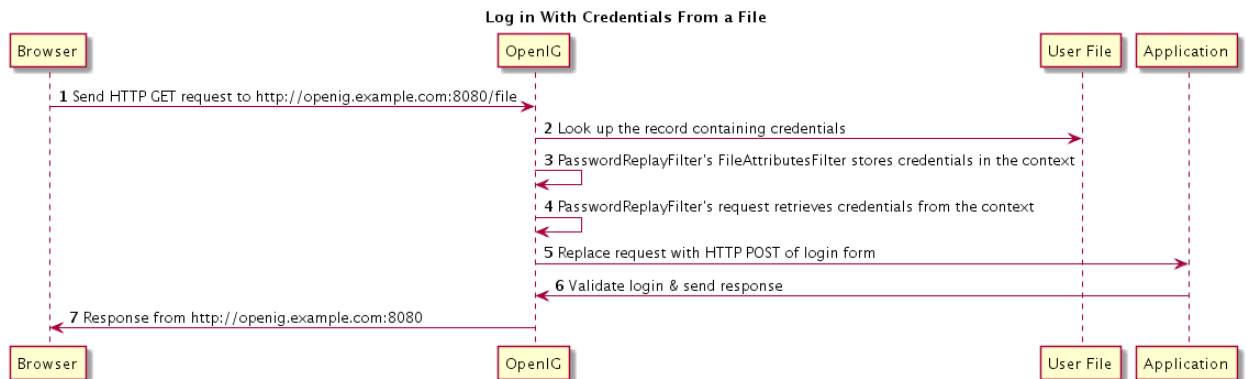 Log in With Credentials From a File
Browser OpenIG User File Application
1 Send HTTP GET request to http://openig.example.com:8080/file
2 Look up the record containing credentials
3 PasswordReplayFilter's FileAttributesFilter stores credentials in the context
4 PasswordReplayFilter's request retrieves credentials from the context
5 Replace request with HTTP POST of login form
6 Validate login & send response
7 Response from http://openig.example.com:8080
Browser OpenIG User File Application